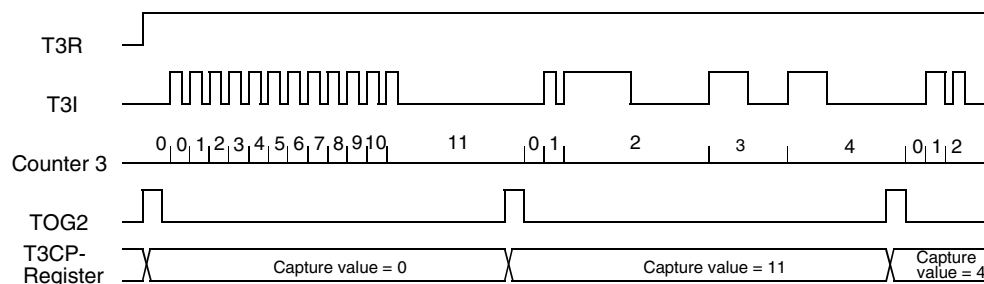 T3R
T3I
0 0 1 2 3 4 5 6 7 8 9 10 11 0 1 2 3 4 0 1 2
Counter 3
TOG2
T3CP-
Register
Capture value = 0
Capture value = 11
Capture
value = 4